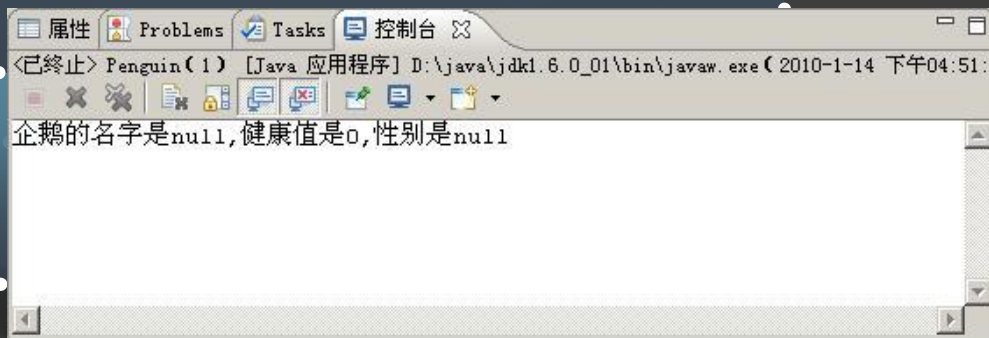 属性 Problems Tasks 控制台
<已终止> Penguin(1) [Java 应用程序] D:\java\jdk1.6.0_01\bin\javaw.exe(2010-1-14 下午04:51:
企鹅的名字是null,健康值是0,性别是null